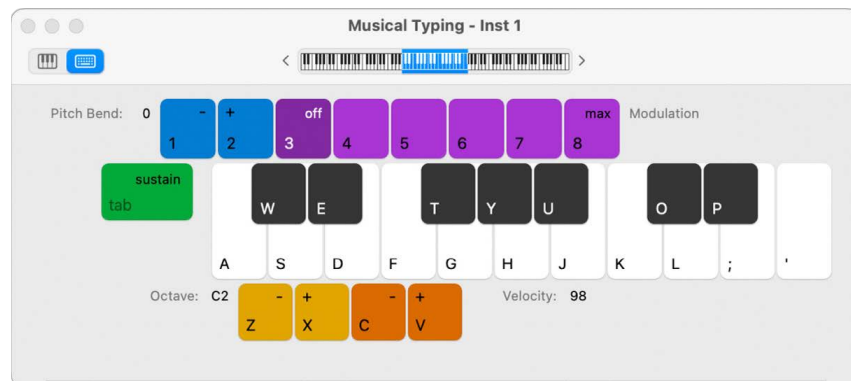 Musical Typing - Inst 1
< >
Pitch Bend: 0 - + off max Modulation
1 2 3 4 5 6 7 8
sustain
tab
W E T Y U O P
A S D F G H J K L ; '
Octave: C2 - + - + Velocity: 98
Z X C V